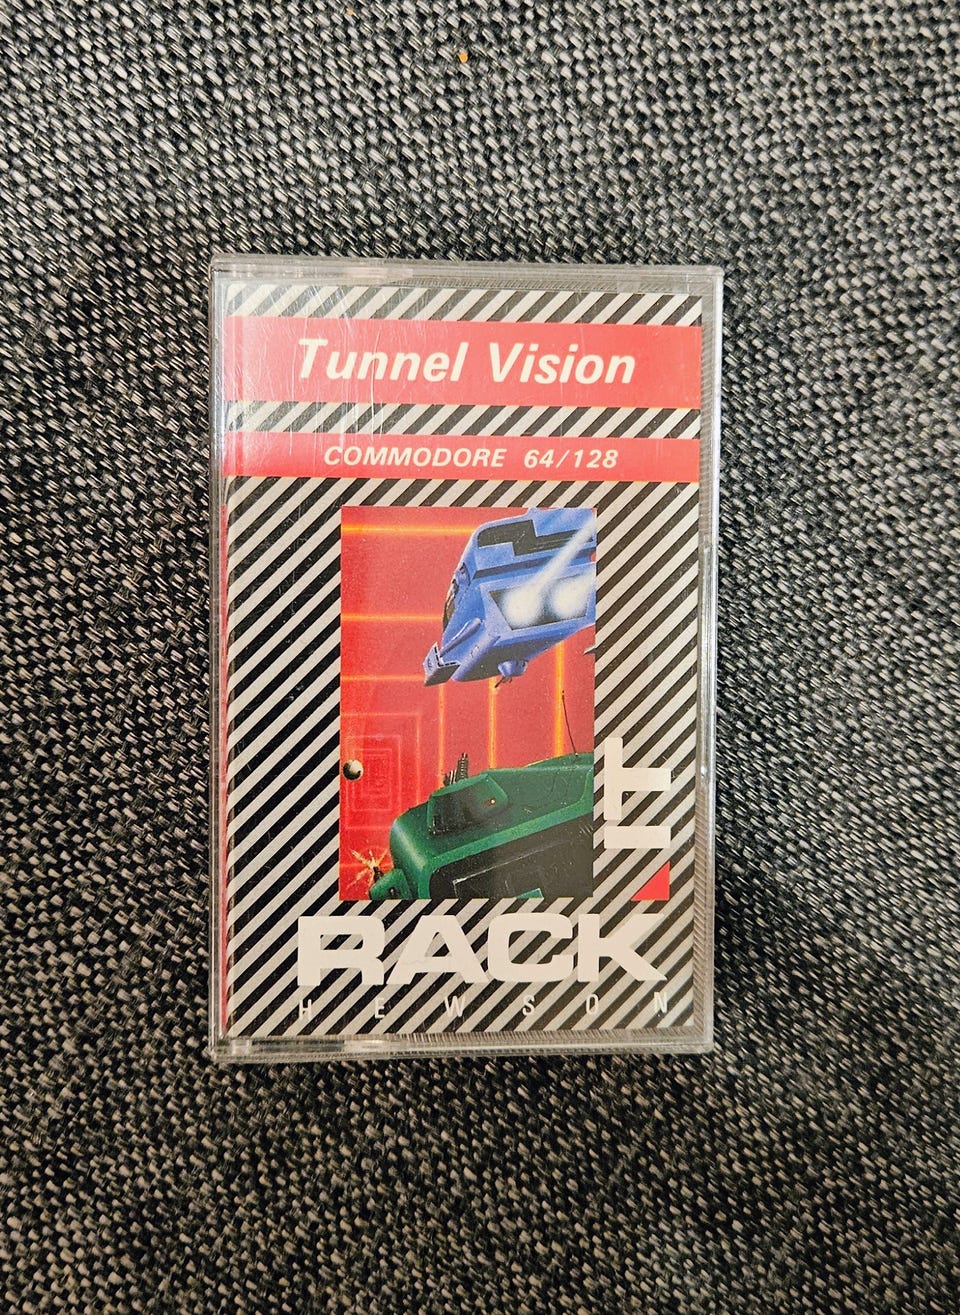 Tunnel Vision
COMMODORE 64/128
RACK
IT
HEWSON